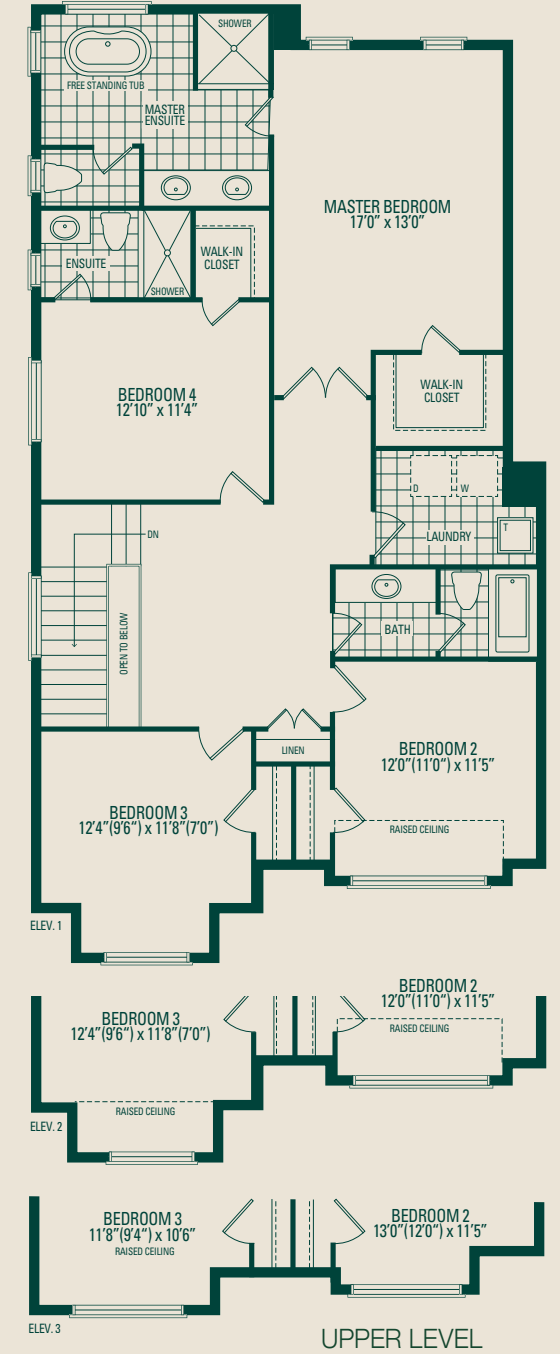 SHOWER
FREE STANDING TUB
MASTER
ENSUITE
MASTER BEDROOM
17'0" x 13'0"
WALK-IN
CLOSET
ENSUITE
SHOWER
BEDROOM 4
12'10" x 11'4"
WALK-IN
CLOSET
D
W
T
LAUNDRY
DN
OPEN TO BELOW
BATH
LINEN
BEDROOM 2
12'0"(11'0") x 11'5"
RAISED CEILING
BEDROOM 3
12'4"(9'6") x 11'8"(7'0")
ELEV. 1
BEDROOM 2
12'0"(11'0") x 11'5"
RAISED CEILING
BEDROOM 3
12'4"(9'6") x 11'8"(7'0")
RAISED CEILING
ELEV. 2
BEDROOM 3
11'8"(9'4") x 10'6"
RAISED CEILING
BEDROOM 2
13'0"(12'0") x 11'5"
ELEV. 3
UPPER LEVEL